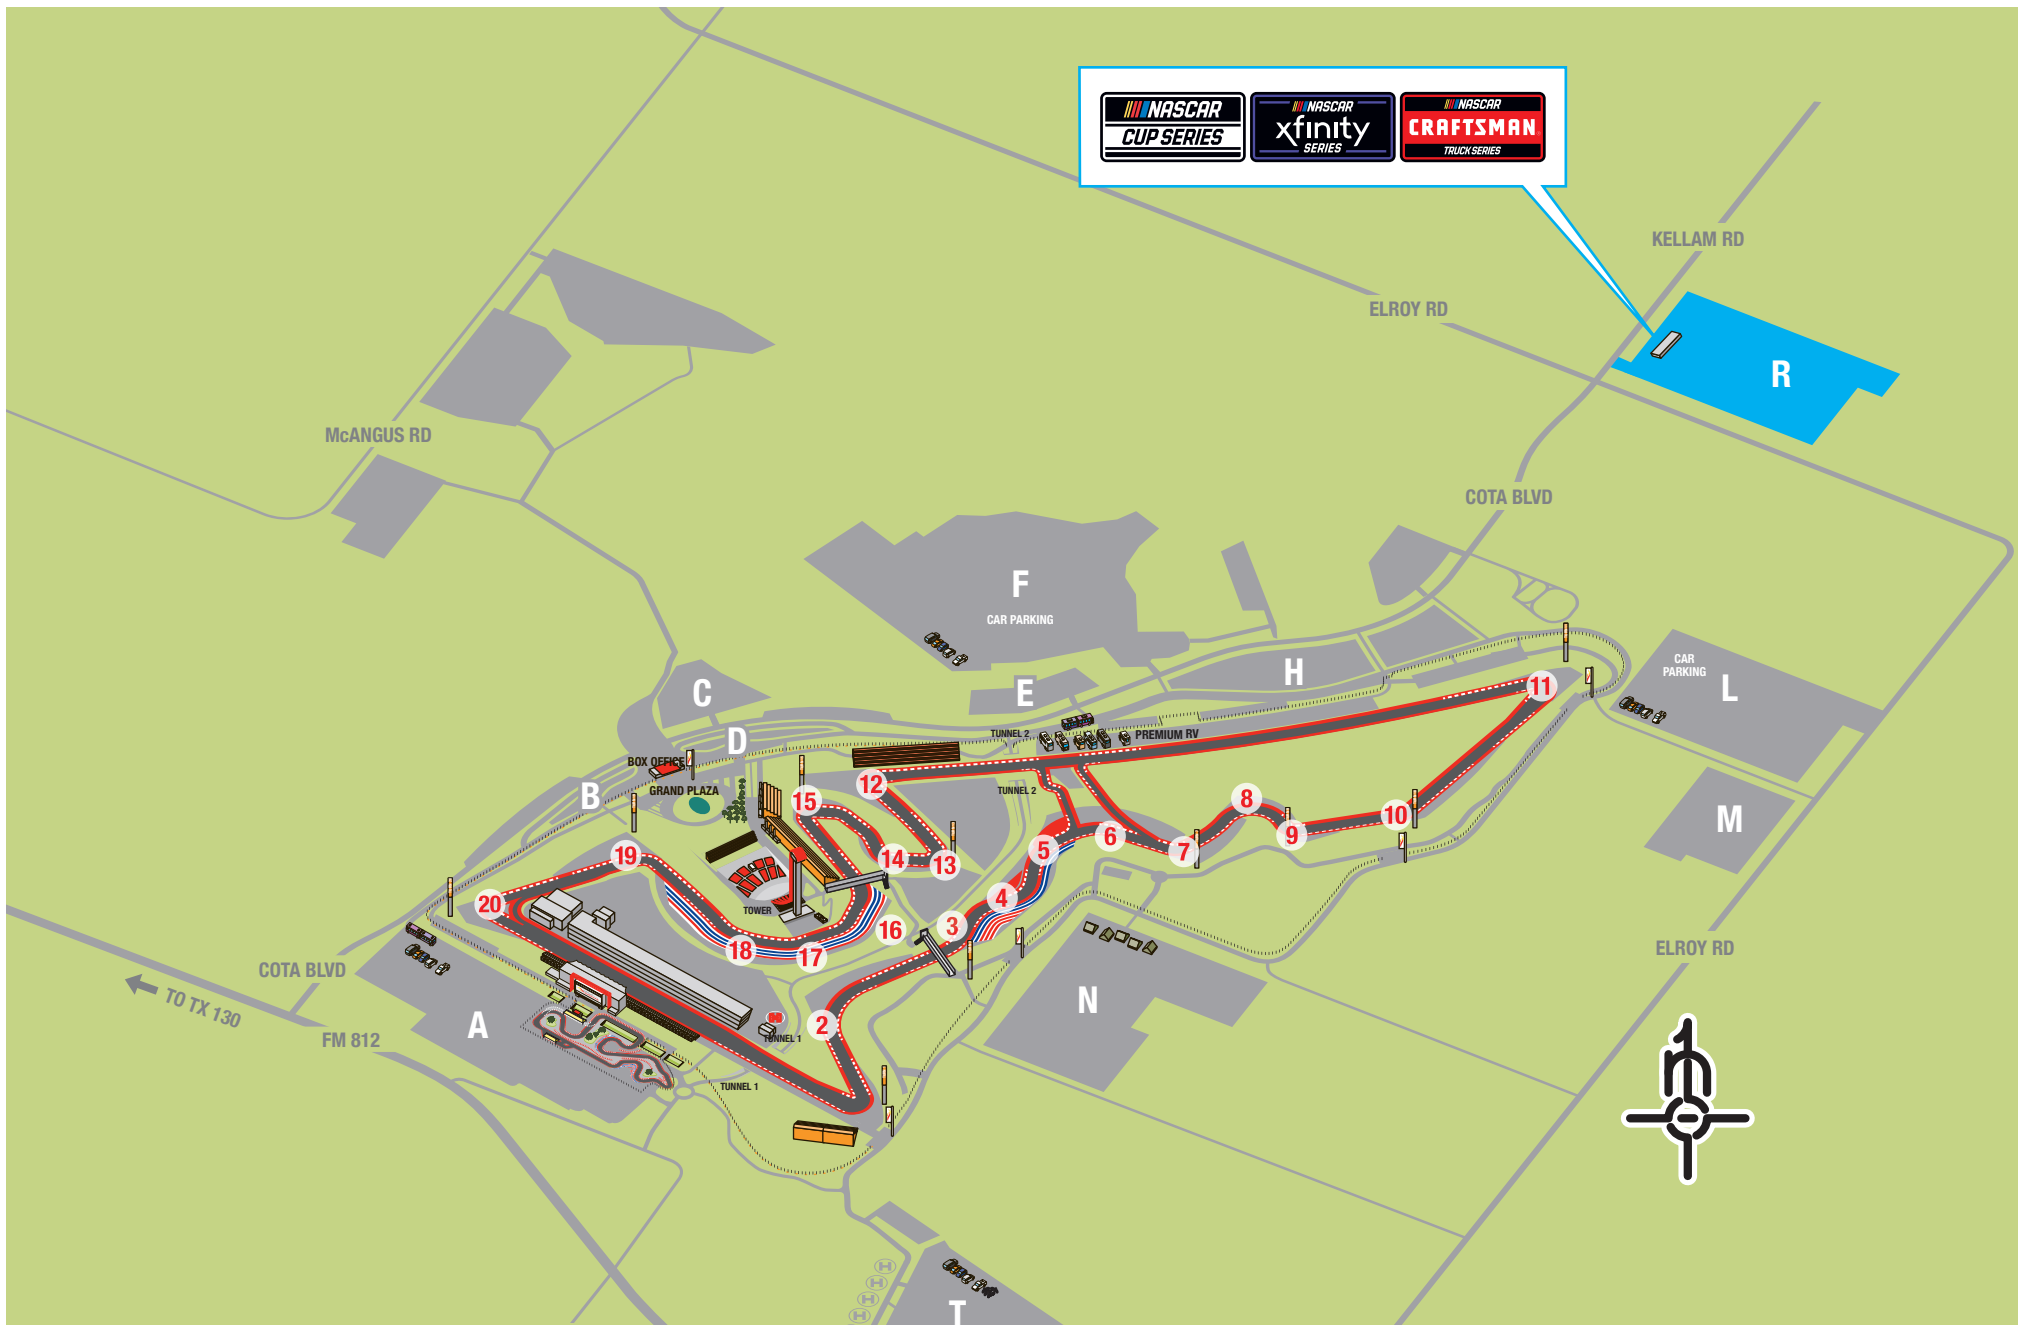 NASCAR
CUP SERIES
NASCAR
xfinity
SERIES
NASCAR
CRAFTSMAN
TRUCK SERIES
KELLAM RD
ELROY RD
R
McANGUS RD
COTA BLVD
F
CAR PARKING
C
E
H
CAR
PARKING
L
11
D
TUNNEL 2
PREMIUM RV
BOX OFFICE
B
GRAND PLAZA
12
TUNNEL 2
15
8
10
M
6
9
5
7
19
14
13
4
20
TOWER
3
16
18
17
ELROY RD
COTA BLVD
TO TX 130
N
A
2
FM 812
H
TUNNEL 1
TUNNEL 1
n
1
H
H
H
H
T